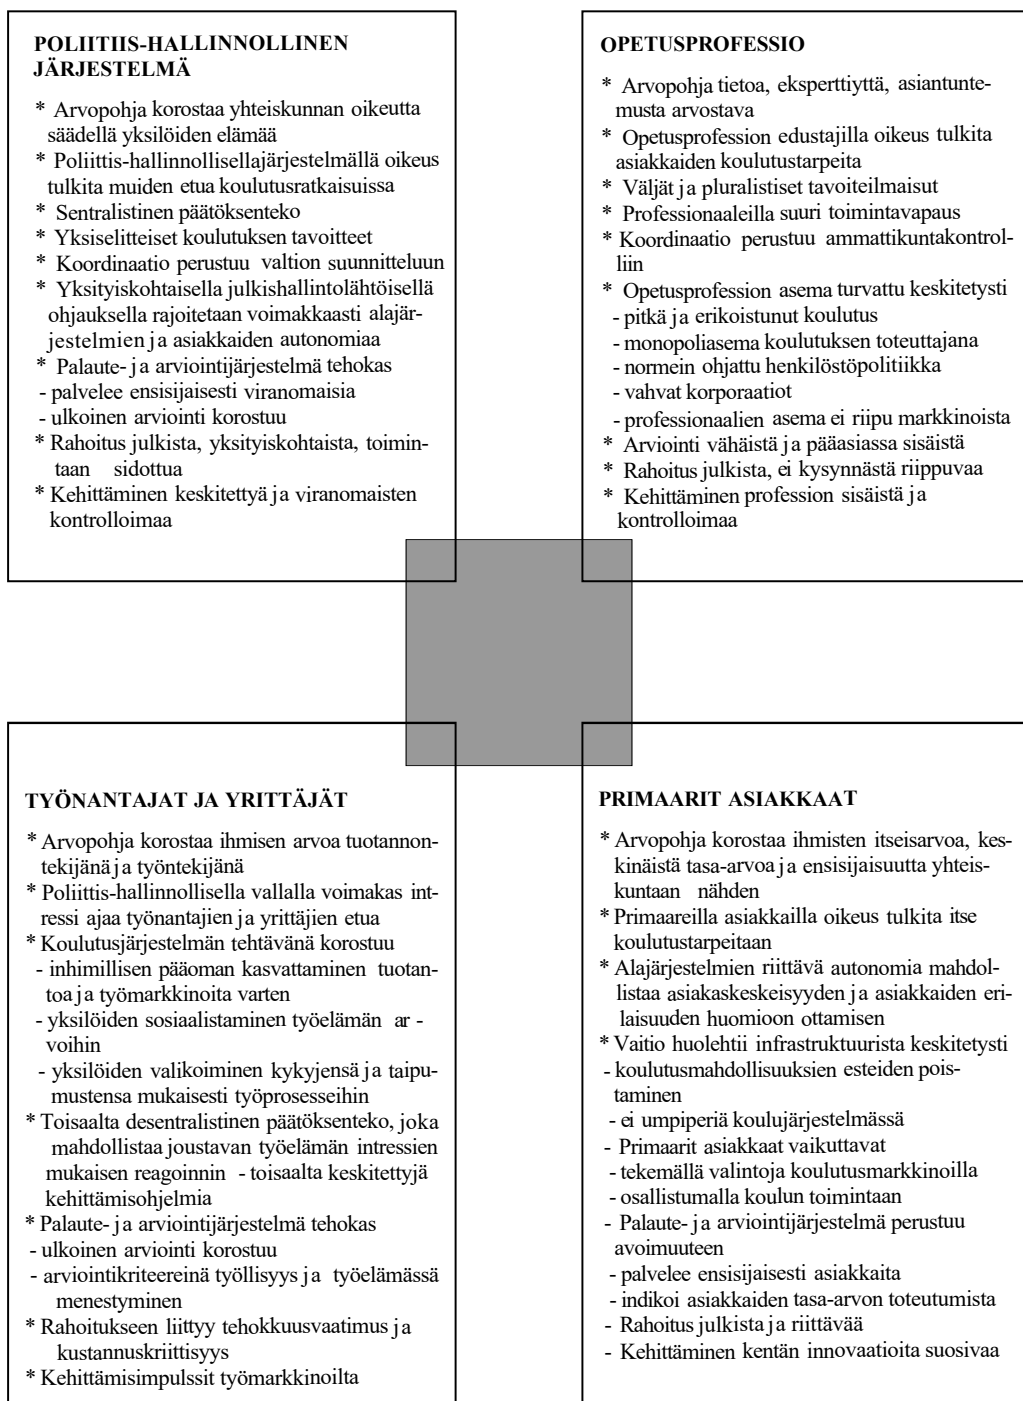 POLIITIIS-HALLINNOLLINEN
JÄRJESTELMÄ
* Arvopohja korostaa yhteiskunnan oikeutta
säädellä yksilöiden elämää
* Poliittis-hallinnollisellajärjestelmällä oikeus
tulkita muiden etua koulutusratkaisuissa
* Sentralistinen päätöksenteko
* Yksiselitteiset koulutuksen tavoitteet
* Koordinaatio perustuu valtion suunnitteluun
* Yksityiskohtaisella julkishallintolähtöisellä
ohjauksella rajoitetaan voimakkaasti alajär-
jestelmien ja asiakkaiden autonomiaa
* Palaute- ja arviointijärjestelmä tehokas
- palvelee ensisijaisesti viranomaisia
- ulkoinen arviointi korostuu
* Rahoitus julkista, yksityiskohtaista, toimin-
taan sidottua
* Kehittäminen keskitettyä ja viranomaisten
kontrolloimaa
OPETUSPROFESSIO
* Arvopohja tietoa, eksperttiyttä, asiantunte-
musta arvostava
* Opetusprofession edustajilla oikeus tulkita
asiakkaiden koulutustarpeita
* Väljät ja pluralistiset tavoiteilmaisut
* Professionaaleilla suuri toimintavapaus
* Koordinaatio perustuu ammattikuntakontrol-
liin
* Opetusprofession asema turvattu keskitetysti
- pitkä ja erikoistunut koulutus
- monopoliasema koulutuksen toteuttajana
- normein ohjattu henkilöstöpolitiikka
- vahvat korporaatiot
- professionaalien asema ei riipu markkinoista
* Arviointi vähäistä ja pääasiassa sisäistä
* Rahoitus julkista, ei kysynnästä riippuvaa
* Kehittäminen profession sisäistä ja
kontrolloimaa
TYÖNANTAJAT JA YRITTÄJÄT
* Arvopohja korostaa ihmisen arvoa tuotannon-
tekijänä ja työntekijänä
* Poliittis-hallinnollisella vallalla voimakas int-
ressi ajaa työnantajien ja yrittäjien etua
* Koulutusjärjestelmän tehtävänä korostuu
- inhimillisen pääoman kasvattaminen tuotan-
toa ja työmarkkinoita varten
- yksilöiden sosiaalistaminen työelämän ar -
voihin
- yksilöiden valikoiminen kykyjensä ja taipu-
mustensa mukaisesti työprosesseihin
* Toisaalta desentralistinen päätöksenteko, joka
mahdollistaa joustavan työelämän intressien
mukaisen reagoinnin - toisaalta keskitettyjä
kehittämisohjelmia
* Palaute- ja arviointijärjestelmä tehokas
- ulkoinen arviointi korostuu
- arviointikriteereinä työllisyys ja työelämässä
menestyminen
* Rahoitukseen liittyy tehokkuusvaatimus ja
kustannuskriittisyys
* Kehittämisimpulssit työmarkkinoilta
PRIMAARIT ASIAKKAAT
* Arvopohja korostaa ihmisten itseisarvoa, kes-
kinäistä tasa-arvoa ja ensisijaisuutta yhteis-
kuntaan nähden
* Primaareilla asiakkailla oikeus tulkita itse
koulutustarpeitaan
* Alajärjestelmien riittävä autonomia mahdol-
listaa asiakaskeskeisyyden ja asiakkaiden eri-
laisuuden huomioon ottamisen
* Vaitio huolehtii infrastruktuurista keskitetysti
- koulutusmahdollisuuksien esteiden pois-
taminen
- ei umpiperiä koulujärjestelmässä
- Primaarit asiakkaat vaikuttavat
- tekemällä valintoja koulutusmarkkinoilla
- osallistumalla koulun toimintaan
- Palaute- ja arviointijärjestelmä perustuu
avoimuuteen
- palvelee ensisijaisesti asiakkaita
- indikoi asiakkaiden tasa-arvon toteutumista
- Rahoitus julkista ja riittävää
- Kehittäminen kentän innovaatioita suosivaa